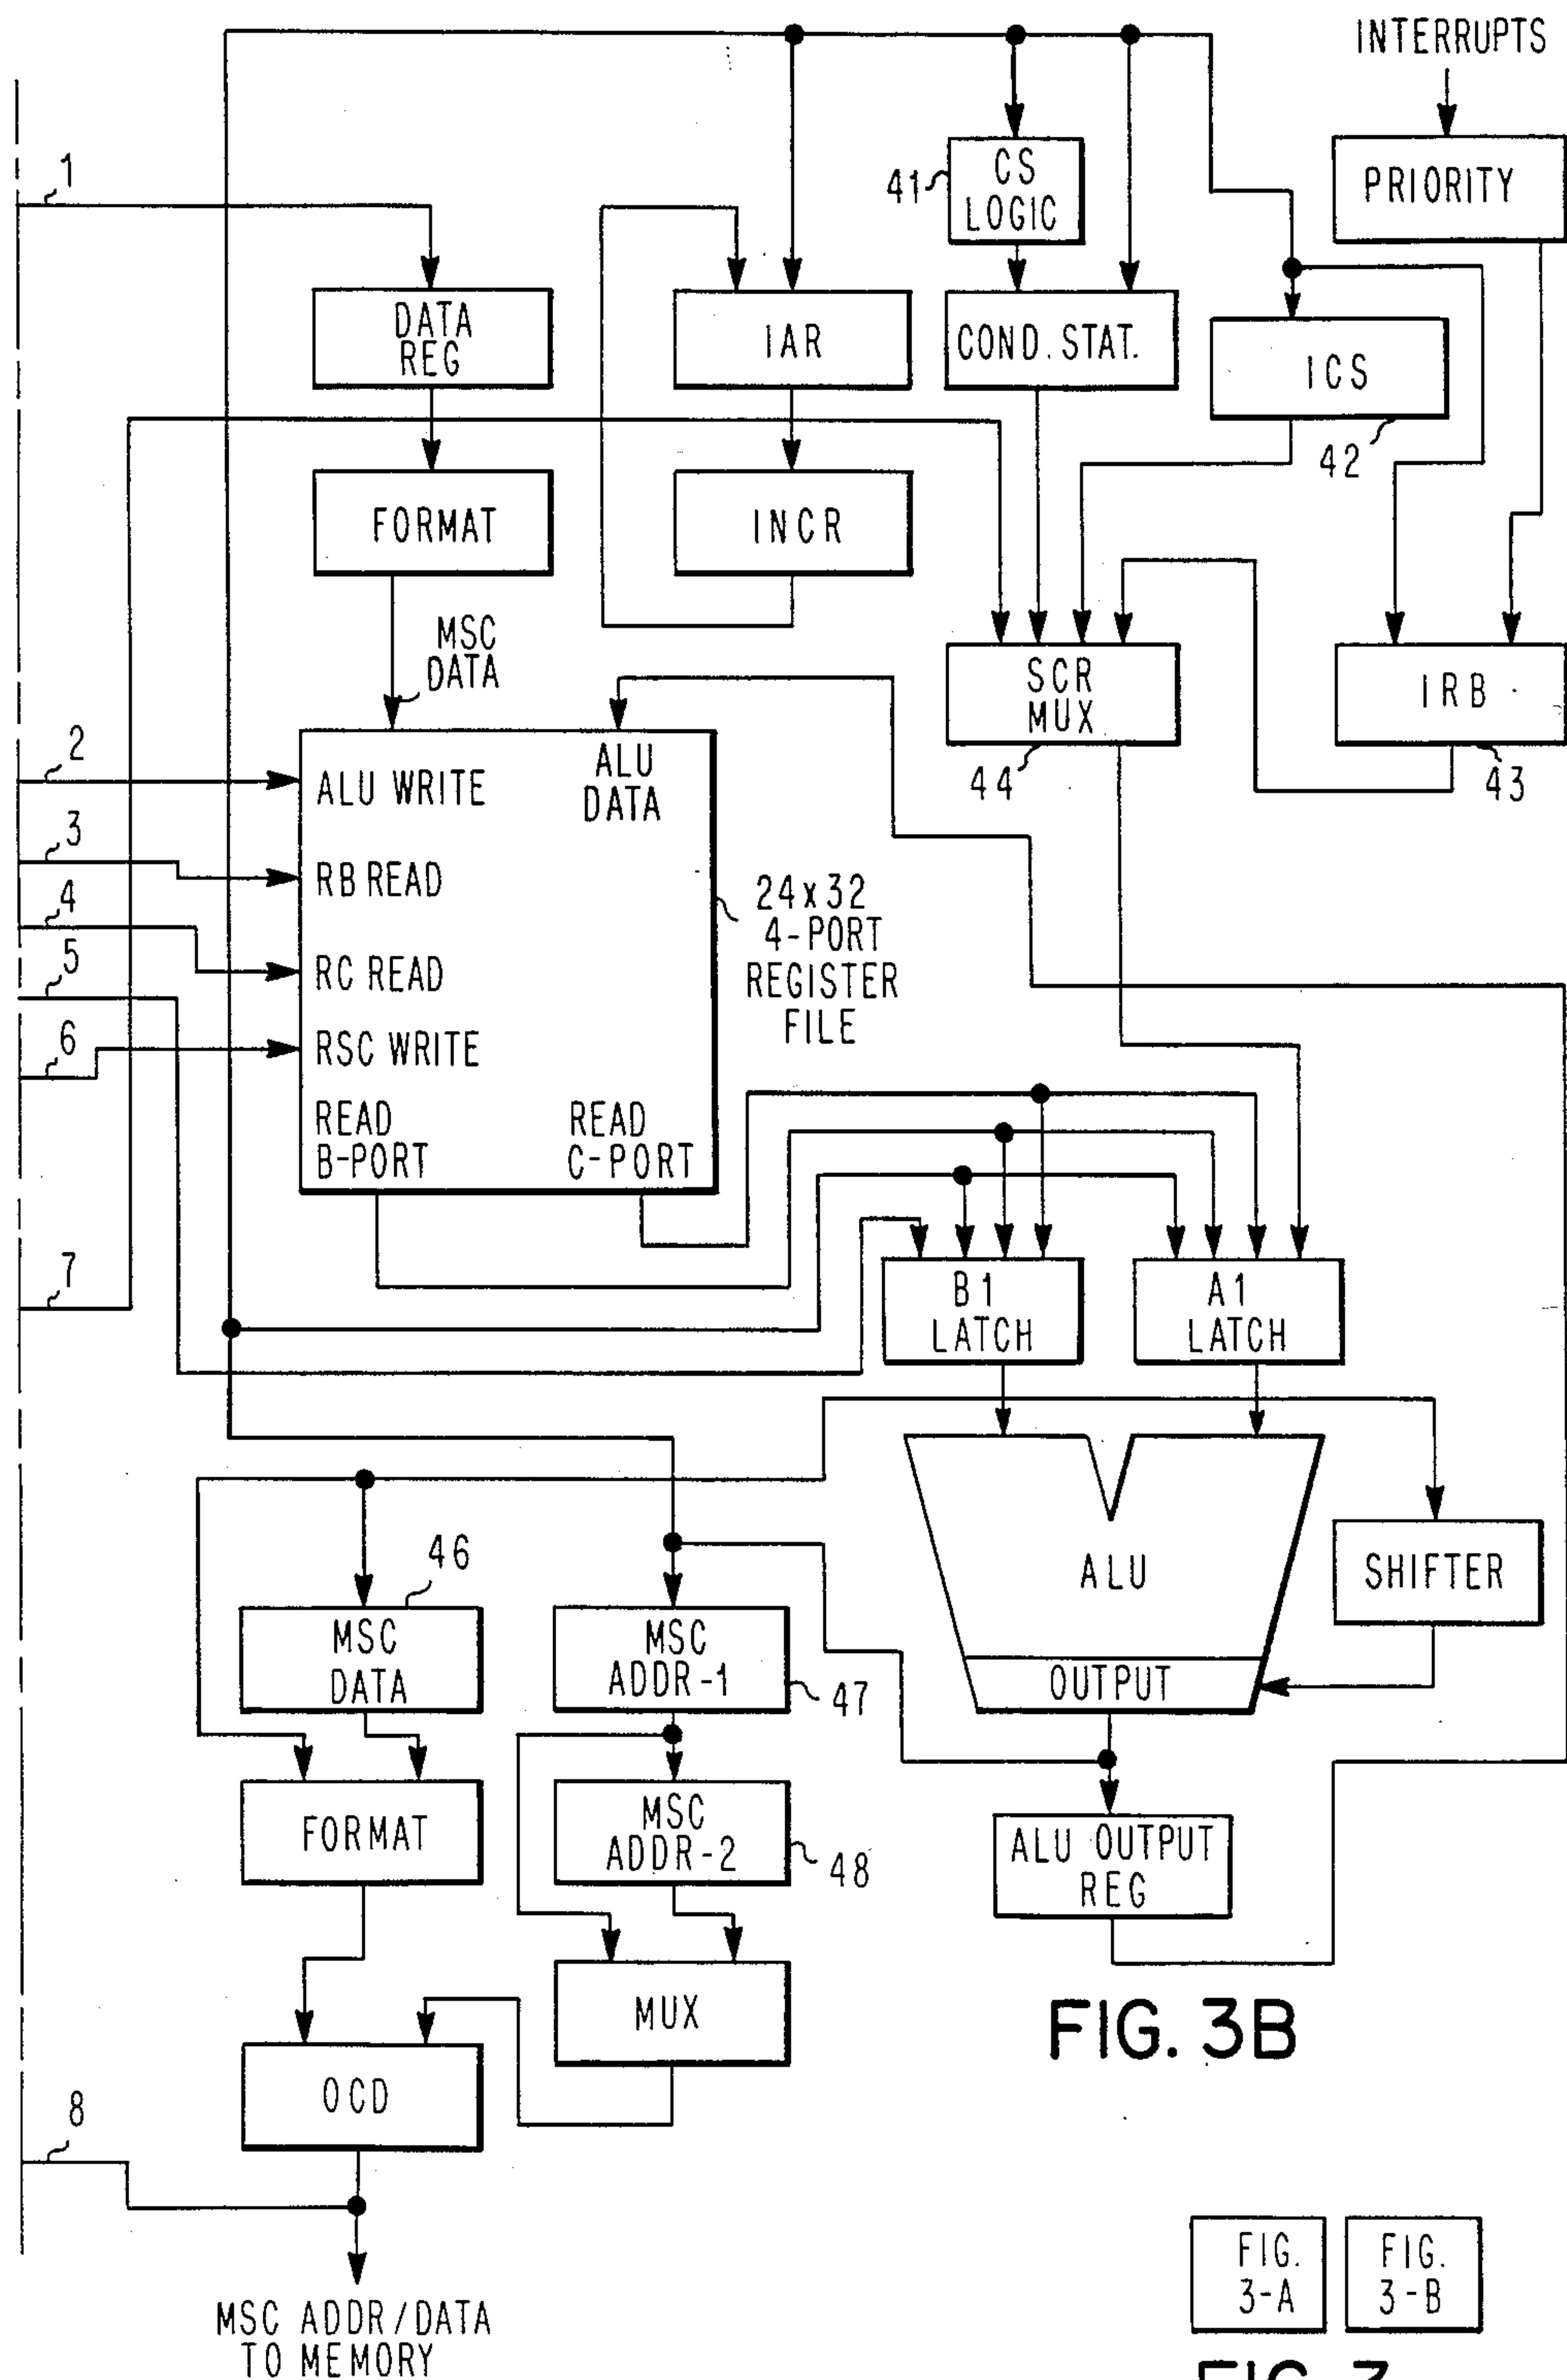 INTERRUPTS
PRIORITY
1
41
CS
LOGIC
DATA
REG
IAR
COND. STAT.
ICS
42
FORMAT
INCR
MSC
DATA
SCR
MUX
44
IRB
43
2
ALU WRITE
ALU
DATA
3
RB READ
4
RC READ
5
6
RSC WRITE
24x32
4-PORT
REGISTER
FILE
READ
B-PORT
READ
C-PORT
7
B1
LATCH
A1
LATCH
46
MSC
DATA
MSC
ADDR-1
47
ALU
SHIFTER
OUTPUT
FORMAT
MSC
ADDR-2
48
ALU OUTPUT
REG
MUX
FIG. 3B
OCD
8
MSC ADDR/DATA
TO MEMORY
FIG.
3-A
FIG.
3-B
FIG. 3